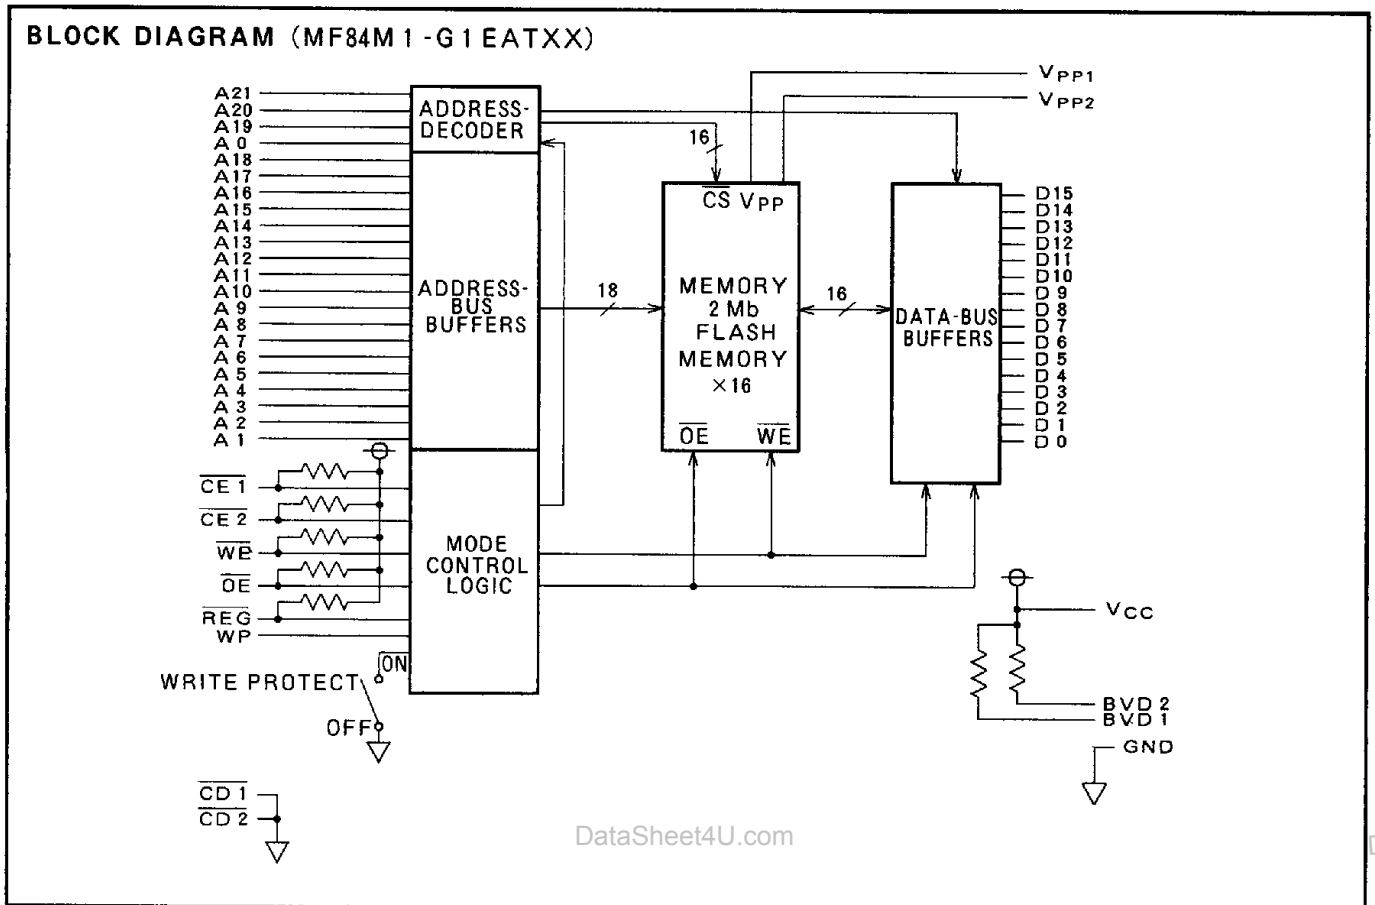 BLOCK DIAGRAM (MF84M1-G1EATXX)
VPP1
VPP2
A21
A20
A19
A0
A18
A17
A16
A15
A14
A13
A12
A11
A10
A9
A8
A7
A6
A5
A4
A3
A2
A1
ADDRESS-
DECODER
ADDRESS-
BUS
BUFFERS
16
18
CS VPP
MEMORY
2Mb
FLASH
MEMORY
×16
OE WE
16
DATA-BUS
BUFFERS
D15
D14
D13
D12
D11
D10
D9
D8
D7
D6
D5
D4
D3
D2
D1
D0
CE1
CE2
WE
OE
REG
WP
MODE
CONTROL
LOGIC
ON
WRITE PROTECT
OFF
VCC
BVD2
BVD1
GND
CD1
CD2
DataSheet4U.com